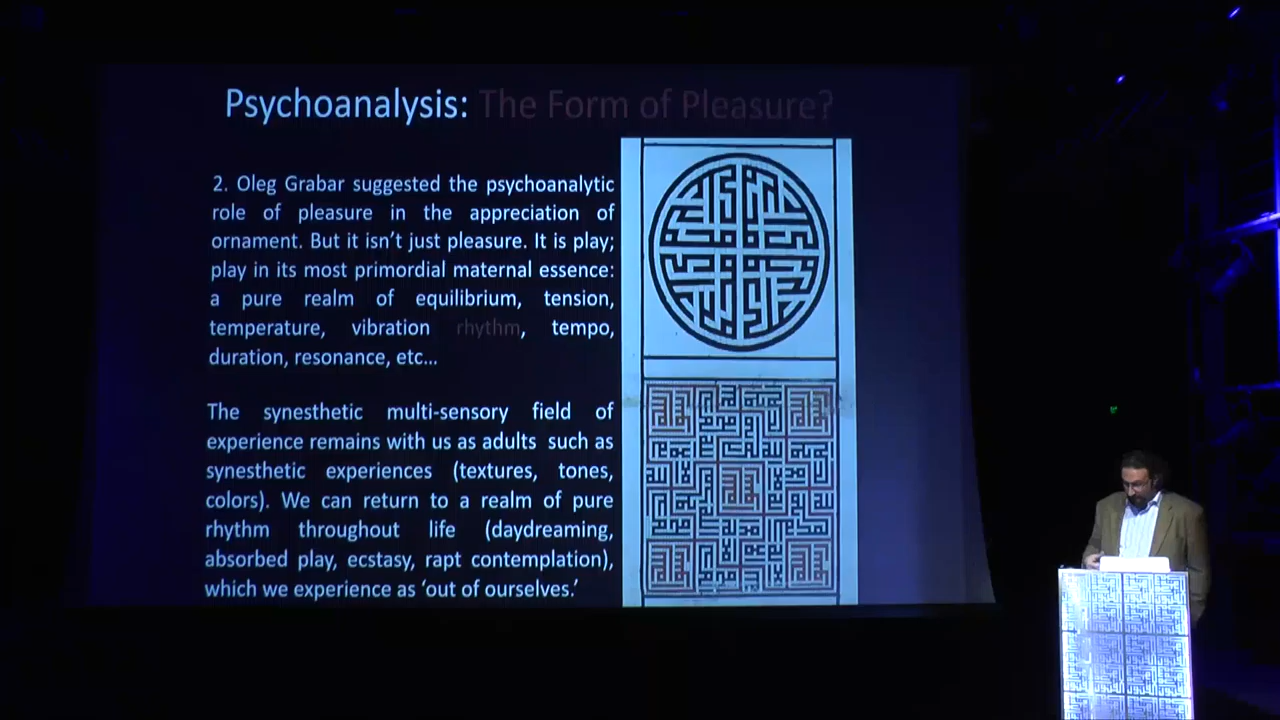 Psychoanalysis: The Form of Pleasure?
2. Oleg Grabar suggested the psychoanalytic
role of pleasure in the appreciation of
ornament. But it isn’t just pleasure. It is play;
play in its most primordial maternal essence:
a pure realm of equilibrium, tension,
temperature, vibration rhythm, tempo,
duration, resonance, etc…
The synesthetic multi-sensory field of
experience remains with us as adults such as
synesthetic experiences (textures, tones,
colors). We can return to a realm of pure
rhythm throughout life (daydreaming,
absorbed play, ecstasy, rapt contemplation),
which we experience as ‘out of ourselves.’